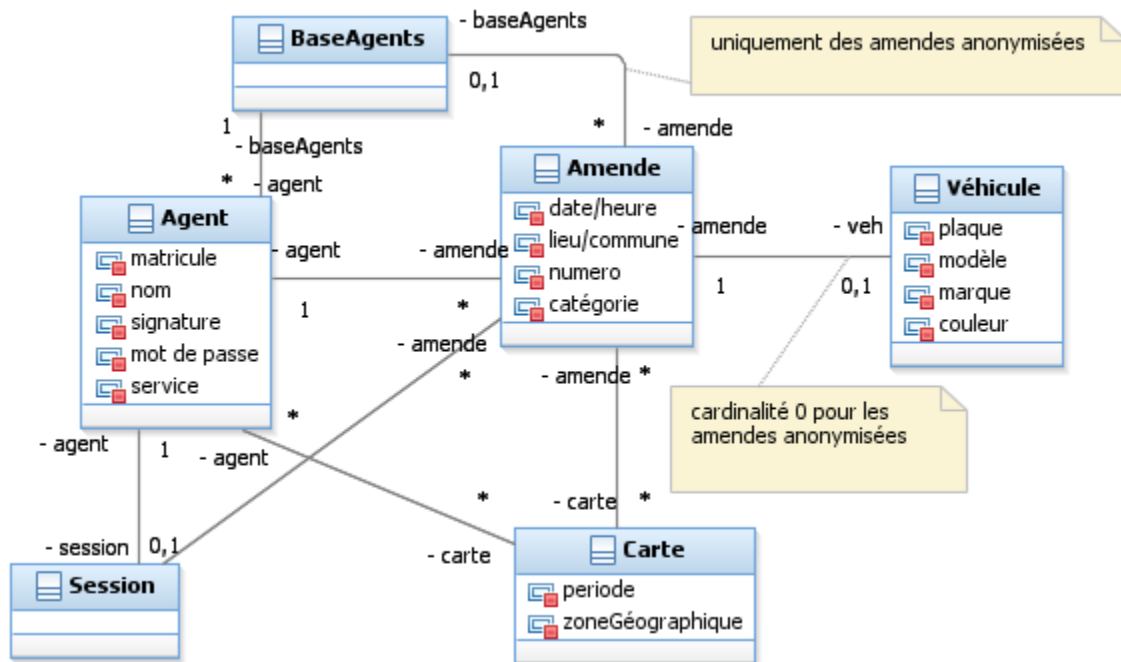 BaseAgents
- baseAgents
0,1
uniquement des amendes anonymisées
1
- baseAgents
*
- agent
*
- amende
Agent
matricule
nom
signature
mot de passe
service
Amende
date/heure
lieu/commune
numero
catégorie
Véhicule
plaque
modèle
marque
couleur
- agent
1
- amende
*
- amende
1
- veh
0,1
- amende
*
- amende
*
cardinalité 0 pour les
amendes anonymisées
- agent
1
*
- agent
*
- carte
- carte
*
- session
0,1
Session
Carte
periode
zoneGéographique